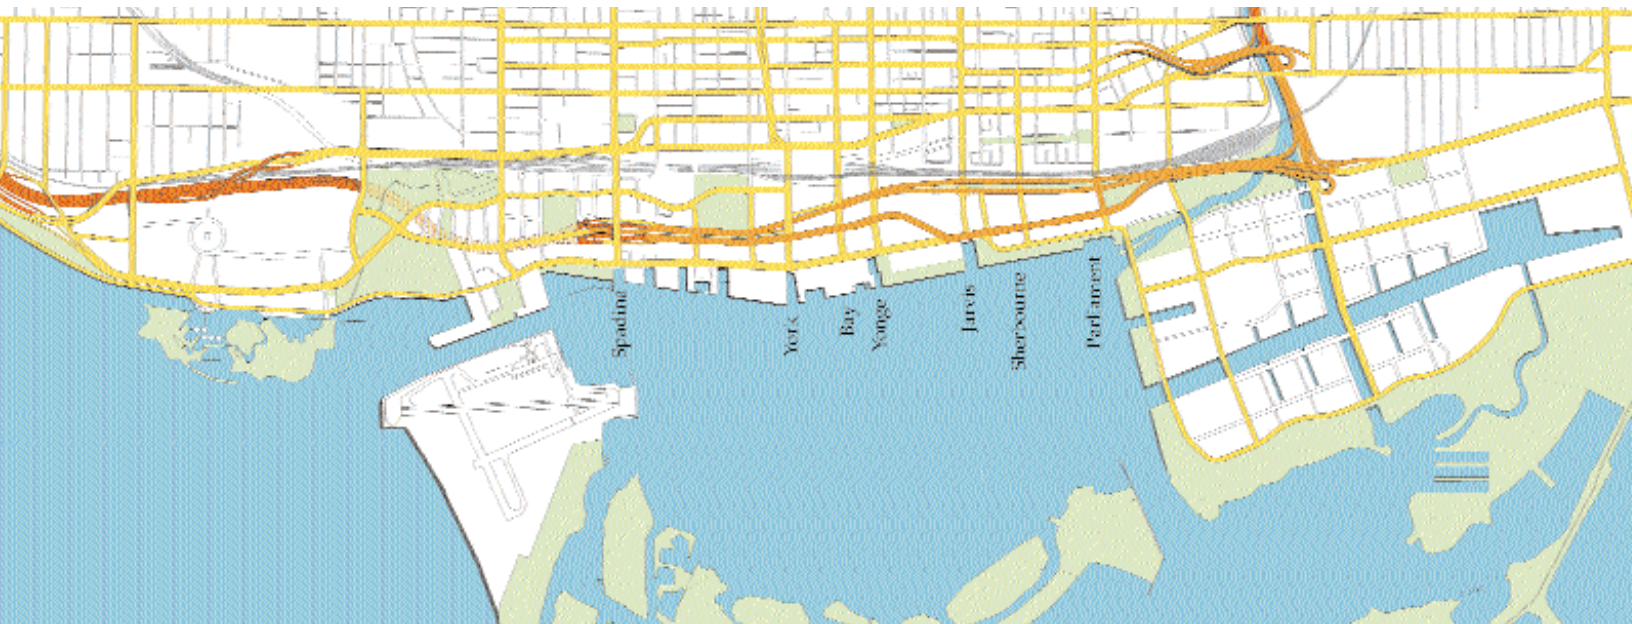 Spadina
York
Bay
Yonge
Jarvis
Sherbourne
Parliament